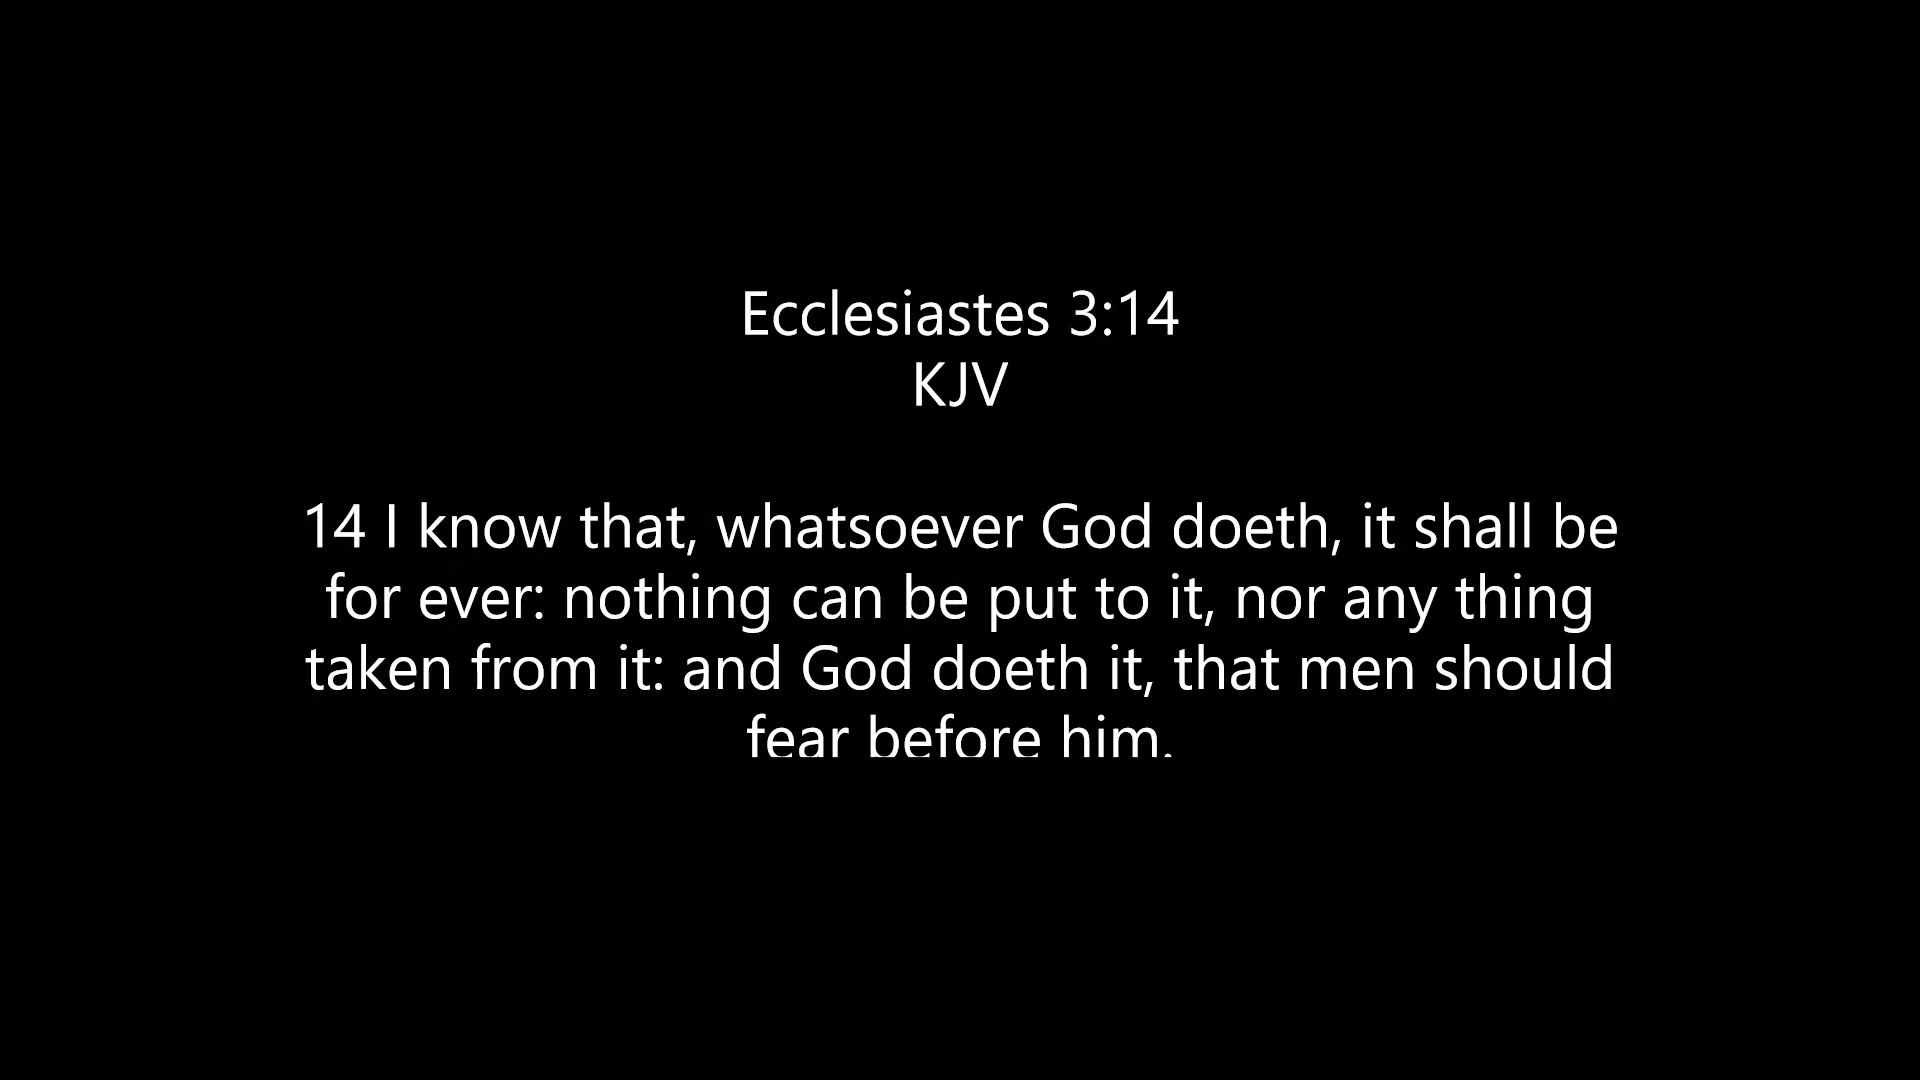 Ecclesiastes 3:14
KJV
14 I know that, whatsoever God doeth, it shall be
for ever: nothing can be put to it, nor any thing
taken from it: and God doeth it, that men should
fear before him.